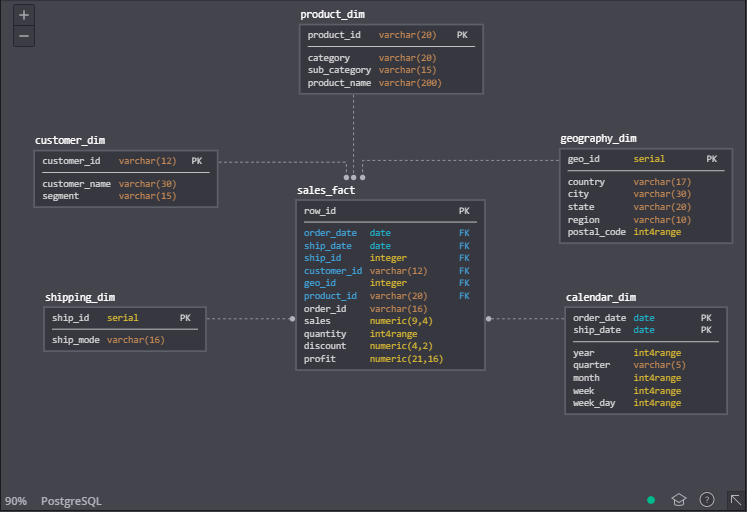 product_dim
product_id varchar(20) PK
category varchar(20)
sub_category varchar(15)
product_name varchar(200)
customer_dim
customer_id varchar(12) PK
customer_name varchar(30)
segment varchar(15)
geography_dim
geo_id serial PK
country varchar(17)
city varchar(30)
state varchar(20)
region varchar(10)
postal_code int4range
sales_fact
row_id PK
order_date date FK
ship_date date FK
ship_id integer FK
customer_id varchar(12) FK
geo_id integer FK
product_id varchar(20) FK
order_id varchar(16)
sales numeric(9,4)
quantity int4range
discount numeric(4,2)
profit numeric(21,16)
shipping_dim
ship_id serial PK
ship_mode varchar(16)
calendar_dim
order_date date PK
ship_date date PK
year int4range
quarter varchar(5)
month int4range
week int4range
week_day int4range
90% PostgreSQL